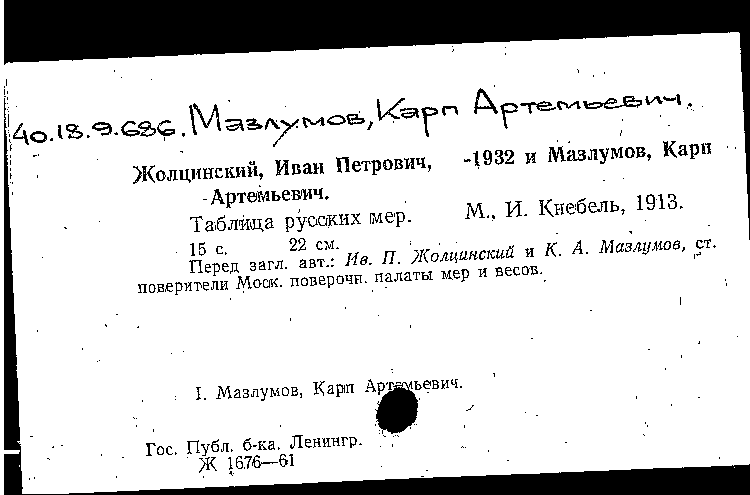 40.18.9.686. Мазлумов, Карп Артемьевич.
Жолцинский, Иван Петрович, -1932 и Мазлумов, Карп
Артемьевич.
Таблица русских мер. М., И. Кнебель, 1913.
15 с. 22 см.
Перед загл. авт.: Ив. П. Жолцинский и К. А. Мазлумов, ст.
поверители Моск. поверочн. палаты мер и весов.
I. Мазлумов, Карп Артемьевич.
Гос. Публ. б-ка. Ленингр.
Ж 1676—61